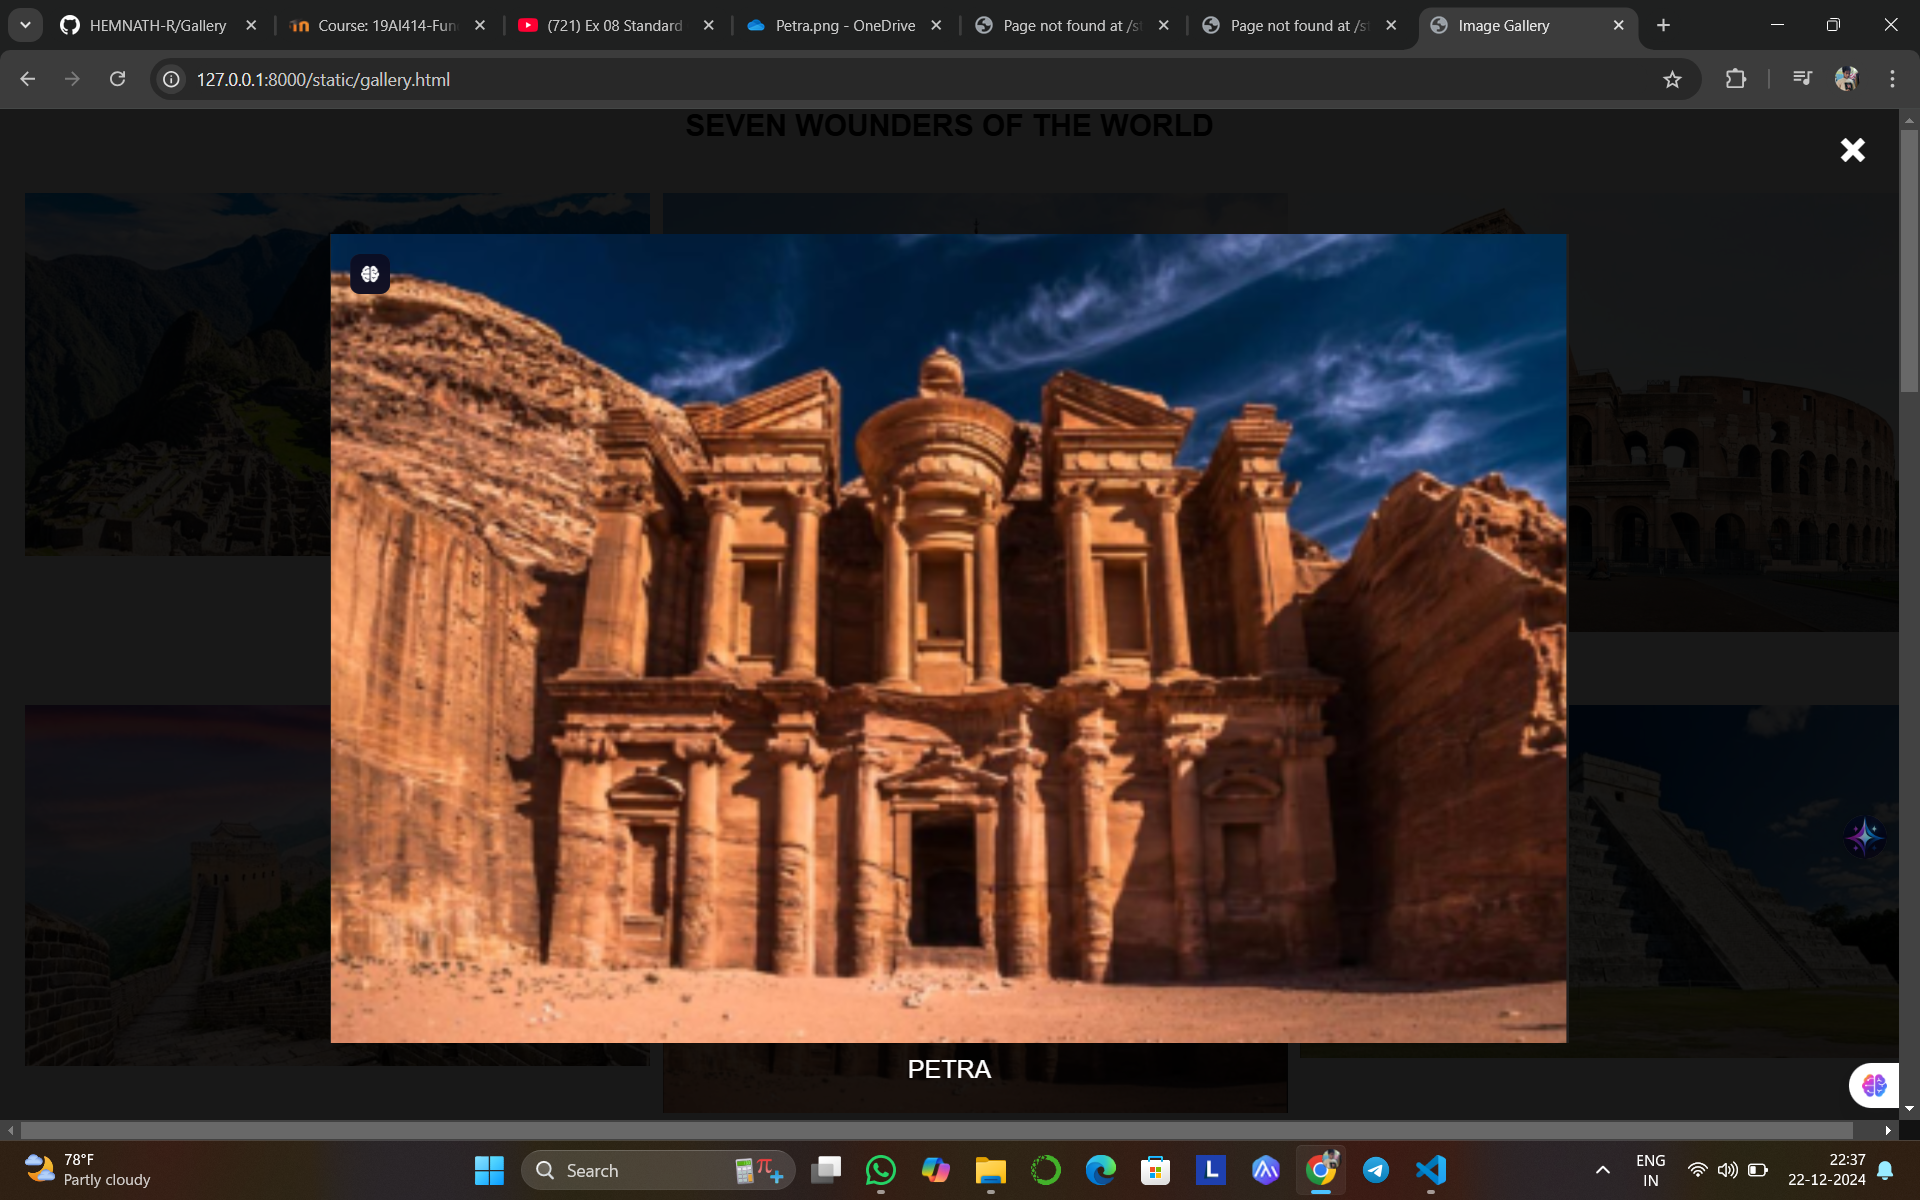 HEMNATH-R/Gallery
Course: 19AI414-Fun
(721) Ex 08 Standard
Petra.png - OneDrive
Page not found at /st
Page not found at /st
Image Gallery
127.0.0.1:8000/static/gallery.html
SEVEN WOUNDERS OF THE WORLD
PETRA
78°F
Partly cloudy
Search
L
ENG
IN
22:37
22-12-2024